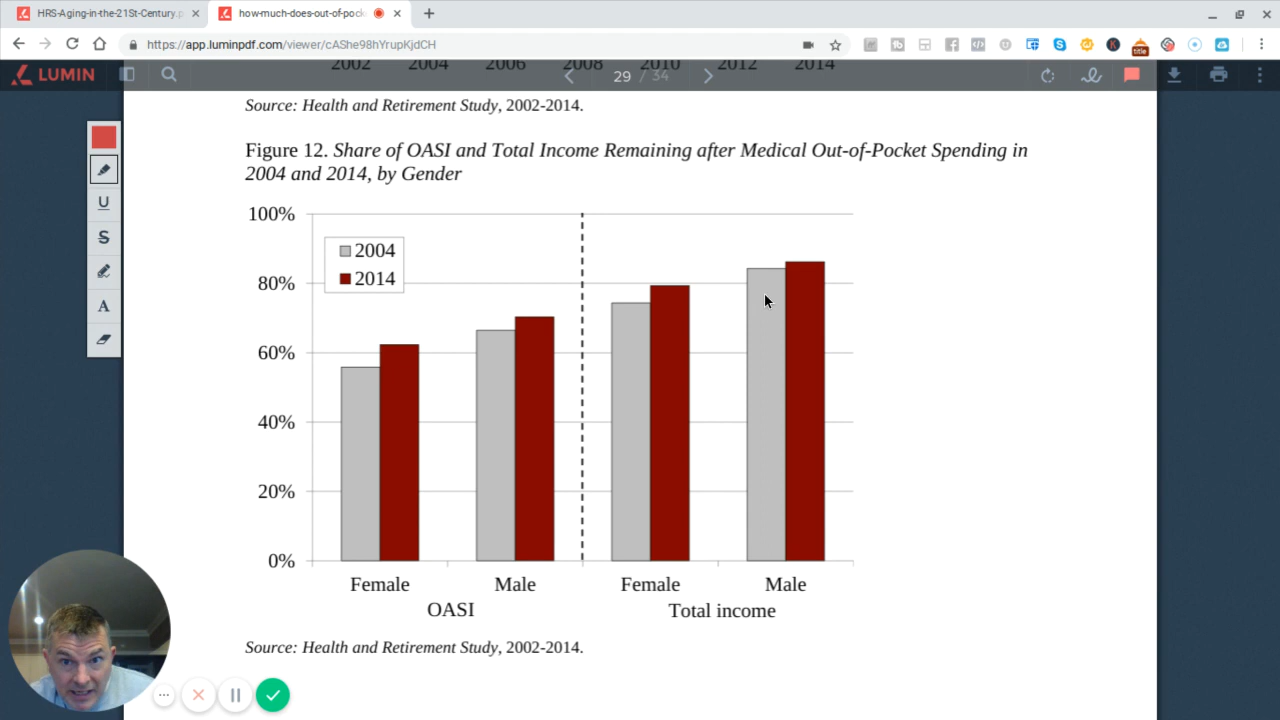 HRS-Aging-in-the-21St-Century.p
how-much-does-out-of-pock
https://app.luminpdf.com/viewer/cAShe98hYrupKjdCH
LUMIN
29 / 34
2002 2004 2006 2008 2010 2012 2014
Source: Health and Retirement Study, 2002-2014.
Figure 12. Share of OASI and Total Income Remaining after Medical Out-of-Pocket Spending in
2004 and 2014, by Gender
100%
80%
60%
40%
20%
0%
2004
2014
Female Male Female Male
OASI Total income
Source: Health and Retirement Study, 2002-2014.
U
S
A
title